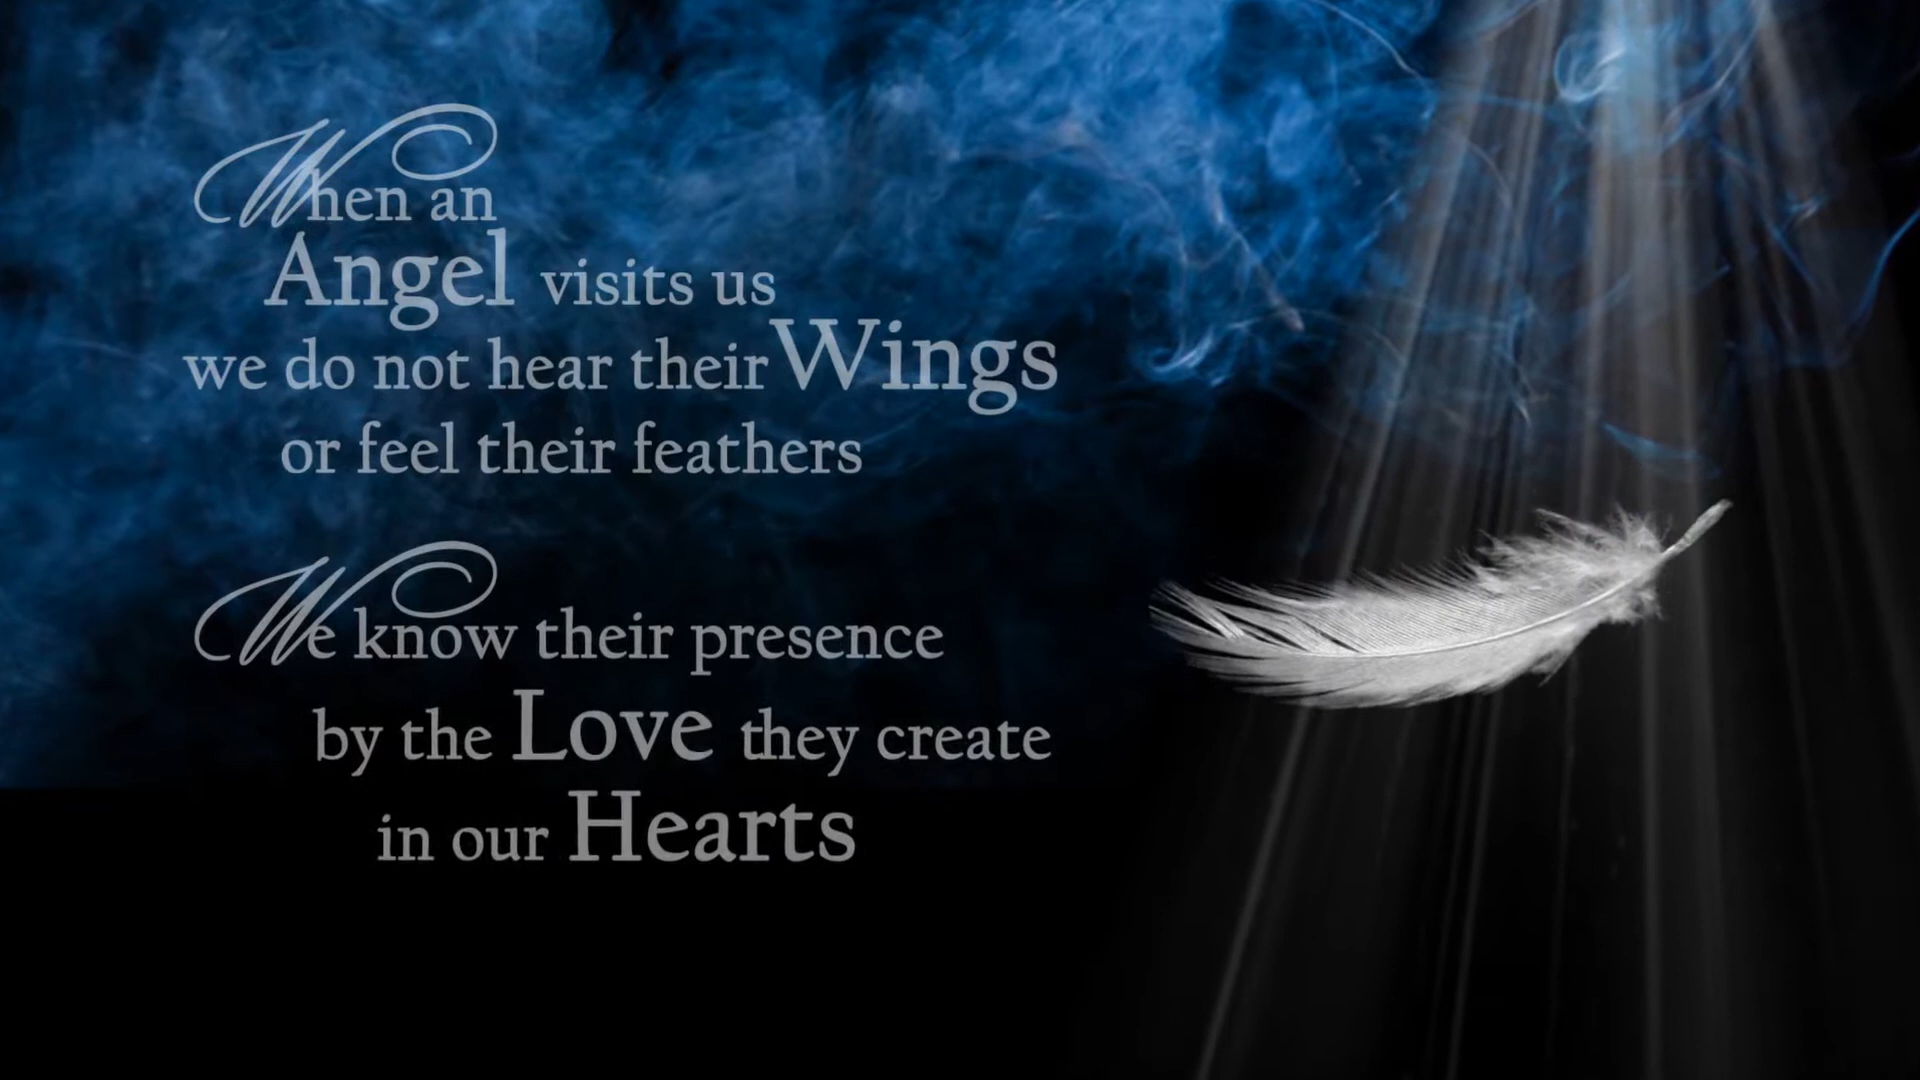 When an
Angel visits us
we do not hear their Wings
or feel their feathers
We know their presence
by the Love they create
in our Hearts